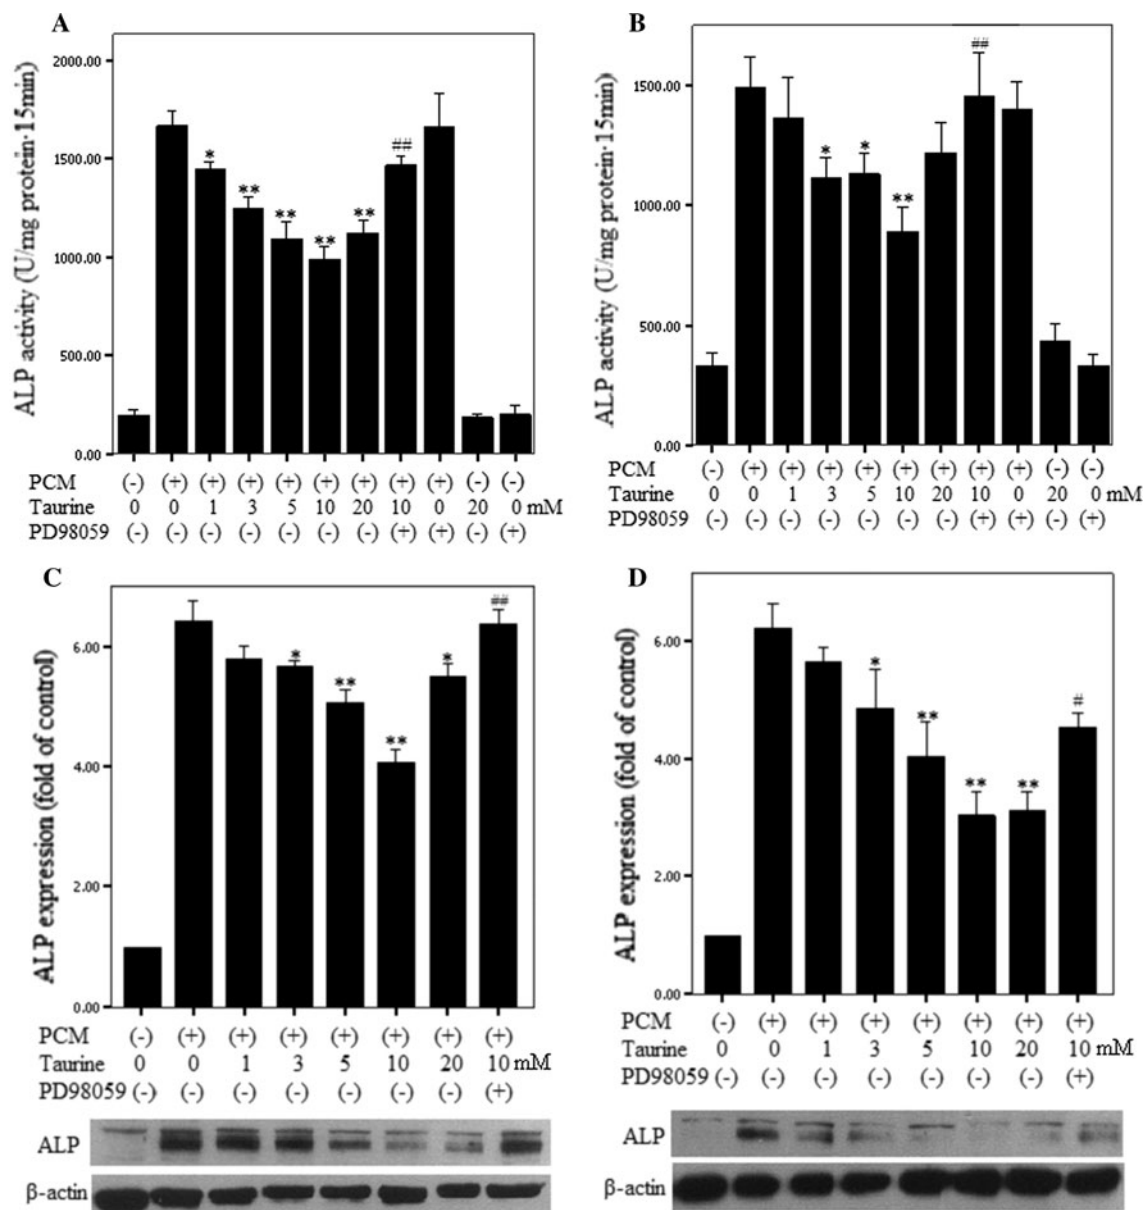 A
ALP activity (U/mg protein·15min)
2000.00
1500.00
1000.00
500.00
0.00
* ** ** ** ** ##
PCM (-) (+) (+) (+) (+) (+) (+) (+) (+) (-) (-)
Taurine 0 0 1 3 5 10 20 10 0 20 0 mM
PD98059 (-) (-) (-) (-) (-) (-) (-) (+) (+) (-) (+)
B
ALP activity (U/mg protein·15min)
1500.00
1000.00
500.00
0.00
* * ** ##
PCM (-) (+) (+) (+) (+) (+) (+) (+) (+) (-) (-)
Taurine 0 0 1 3 5 10 20 10 0 20 0 mM
PD98059 (-) (-) (-) (-) (-) (-) (-) (+) (+) (-) (+)
C
ALP expression (fold of control)
6.00
4.00
2.00
0.00
* ** ** * ##
PCM (-) (+) (+) (+) (+) (+) (+) (+)
Taurine 0 0 1 3 5 10 20 10 mM
PD98059 (-) (-) (-) (-) (-) (-) (-) (+)
ALP
β-actin
D
ALP expression (fold of control)
6.00
4.00
2.00
0.00
* ** ** ** #
PCM (-) (+) (+) (+) (+) (+) (+) (+)
Taurine 0 0 1 3 5 10 20 10 mM
PD98059 (-) (-) (-) (-) (-) (-) (-) (+)
ALP
β-actin